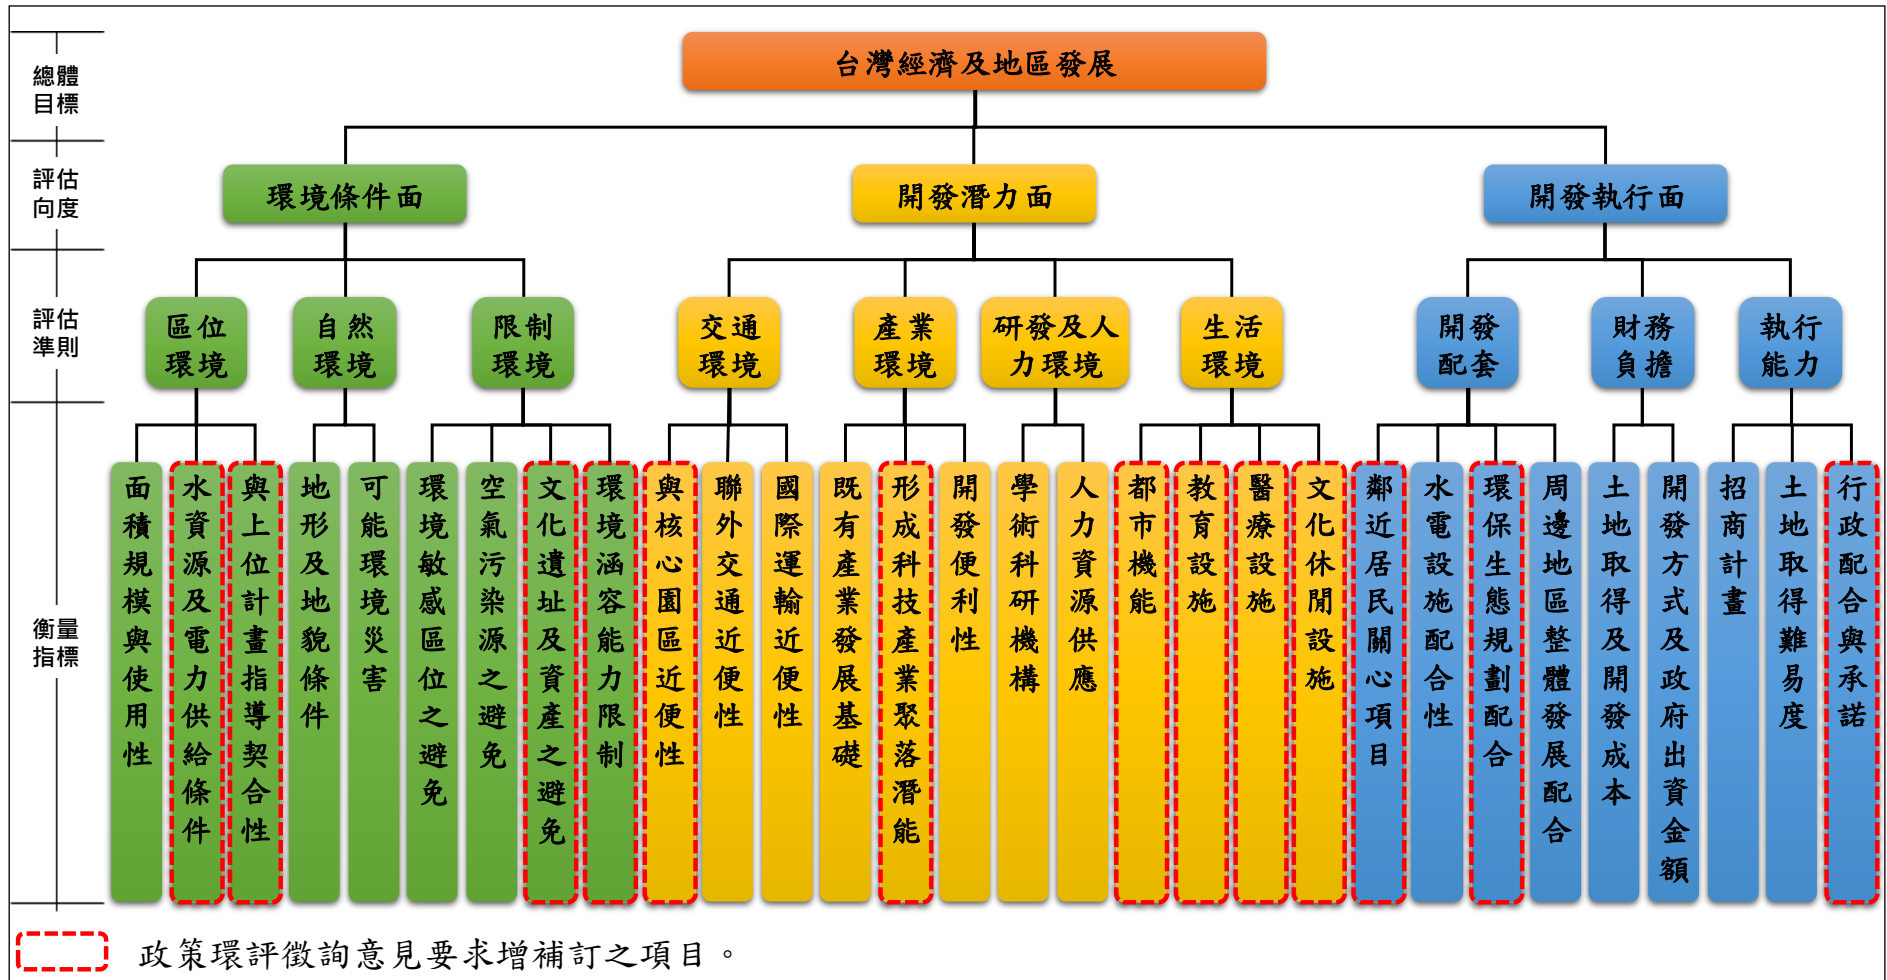 台灣經濟及地區發展
總體
目標
評估
向度
環境條件面
開發潛力面
開發執行面
評估
準則
區位
環境
自然
環境
限制
環境
交通
環境
產業
環境
研發及人
力環境
生活
環境
開發
配套
財務
負擔
執行
能力
衡量
指標
面積規模與使用性
水資源及電力供給條件
與上位計畫指導契合性
地形及地貌條件
可能環境災害
環境敏感區位之避免
空氣污染源之避免
文化遺址及資產之避免
環境涵容能力限制
與核心園區近便性
聯外交通近便性
國際運輸近便性
既有產業發展基礎
形成科技產業聚落潛能
開發便利性
學術科研機構
人力資源供應
都市機能
教育設施
醫療設施
文化休閒設施
鄰近居民關心項目
水電設施配合性
環保生態規劃配合
周邊地區整體發展配合
土地取得及開發成本
開發方式及政府出資金額
招商計畫
土地取得難易度
行政配合與承諾
政策環評徵詢意見要求增補訂之項目。